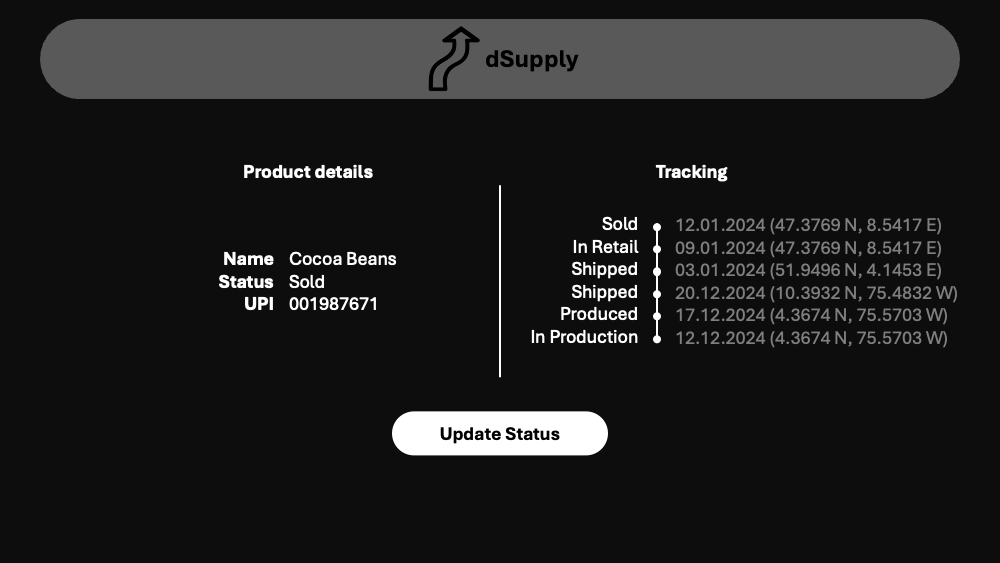 dSupply
Product details
Name Cocoa Beans
Status Sold
UPI 001987671
Tracking
Sold 12.01.2024 (47.3769 N, 8.5417 E)
In Retail 09.01.2024 (47.3769 N, 8.5417 E)
Shipped 03.01.2024 (51.9496 N, 4.1453 E)
Shipped 20.12.2024 (10.3932 N, 75.4832 W)
Produced 17.12.2024 (4.3674 N, 75.5703 W)
In Production 12.12.2024 (4.3674 N, 75.5703 W)
Update Status